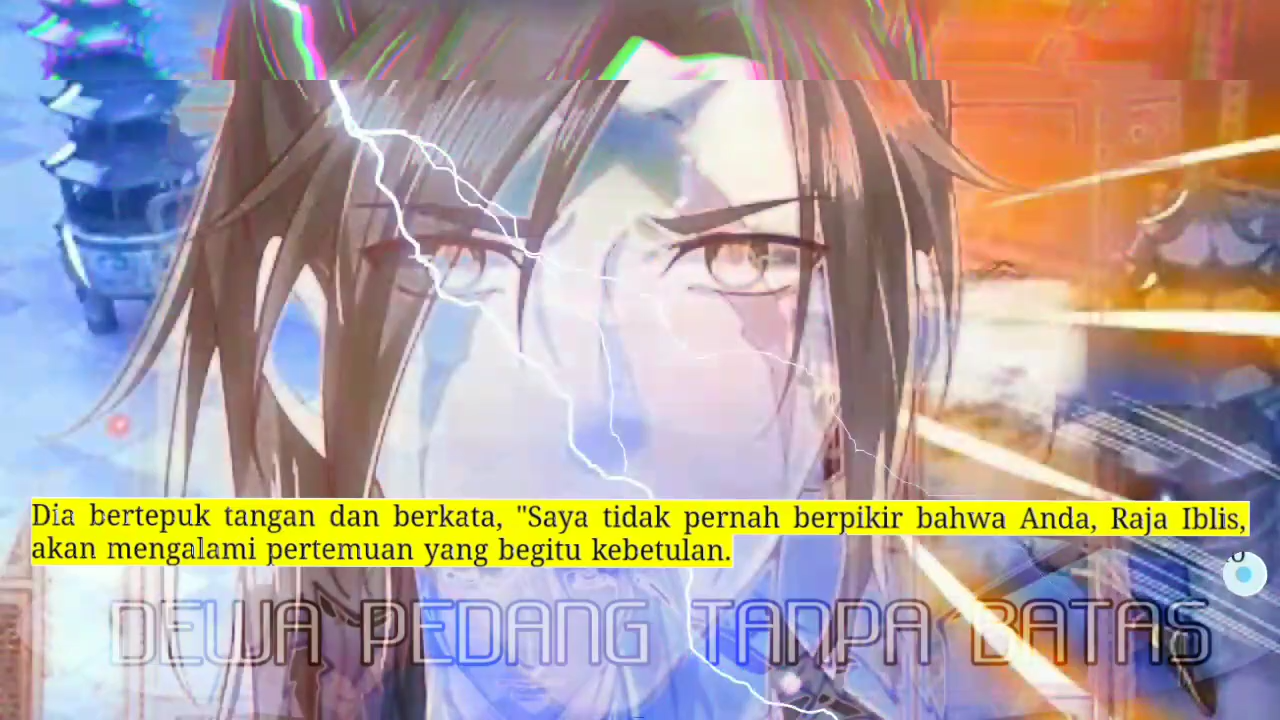 Dia bertepuk tangan dan berkata, "Saya tidak pernah berpikir bahwa Anda, Raja Iblis,
akan mengalami pertemuan yang begitu kebetulan.
DEWA PEDANG TANPA BATAS